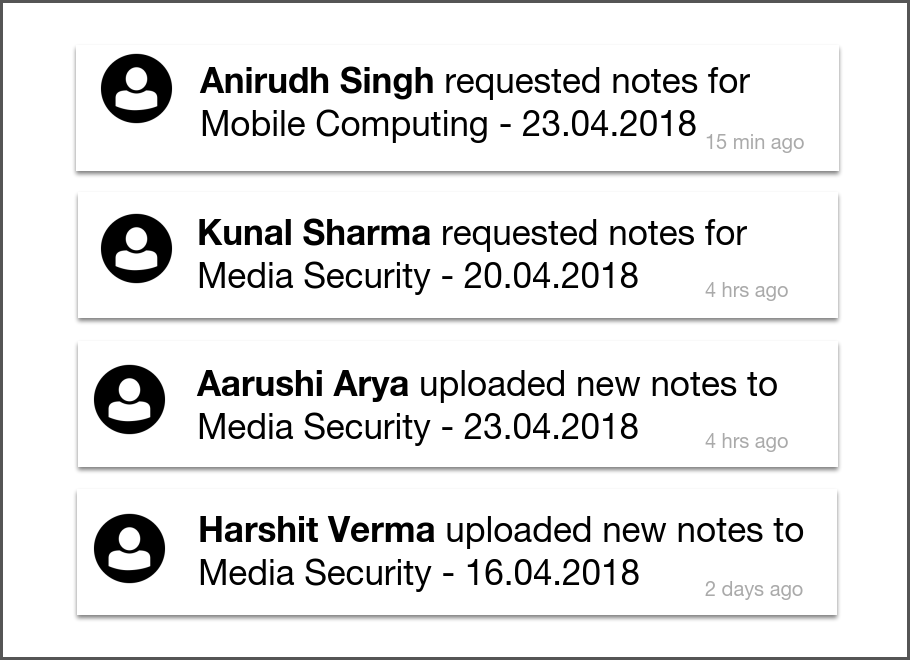 Anirudh Singh requested notes for
Mobile Computing - 23.04.2018
15 min ago
Kunal Sharma requested notes for
Media Security - 20.04.2018
4 hrs ago
Aarushi Arya uploaded new notes to
Media Security - 23.04.2018
4 hrs ago
Harshit Verma uploaded new notes to
Media Security - 16.04.2018
2 days ago